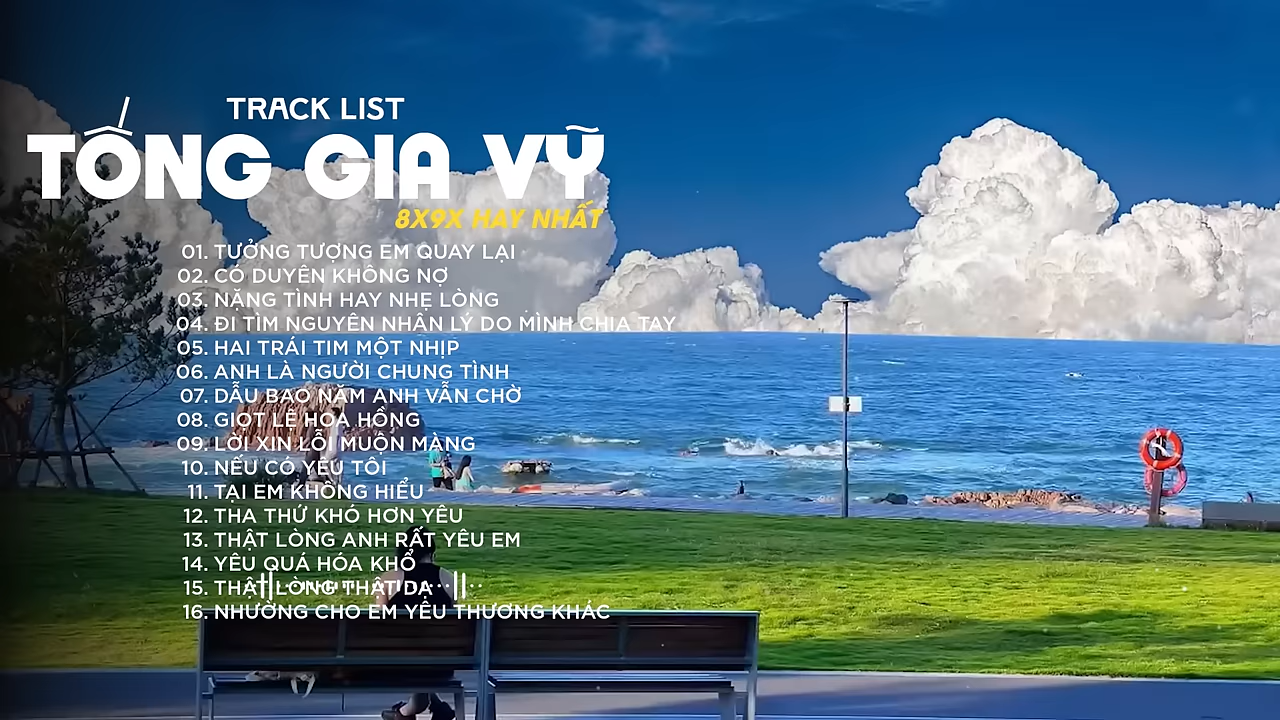 TRACK LIST
TỐNG GIA VỸ
8X9X HAY NHẤT
01. TƯỞNG TƯỢNG EM QUAY LẠI
02. CÓ DUYÊN KHÔNG NỢ
03. NẶNG TÌNH HAY NHẸ LÒNG
04. ĐI TÌM NGUYÊN NHÂN LÝ DO MÌNH CHIA TAY
05. HAI TRÁI TIM MỘT NHỊP
06. ANH LÀ NGƯỜI CHUNG TÌNH
07. DẪU BAO NĂM ANH VẪN CHỜ
08. GIỌT LỆ HOA HỒNG
09. LỜI XIN LỖI MUỘN MÀNG
10. NẾU CÓ YÊU TÔI
11. TẠI EM KHÔNG HIỂU
12. THA THỨ KHÓ HƠN YÊU
13. THẬT LÒNG ANH RẤT YÊU EM
14. YÊU QUÁ HÓA KHỔ
15. THẬT LÒNG THẬT DẠ
16. NHƯỜNG CHO EM YÊU THƯƠNG KHÁC